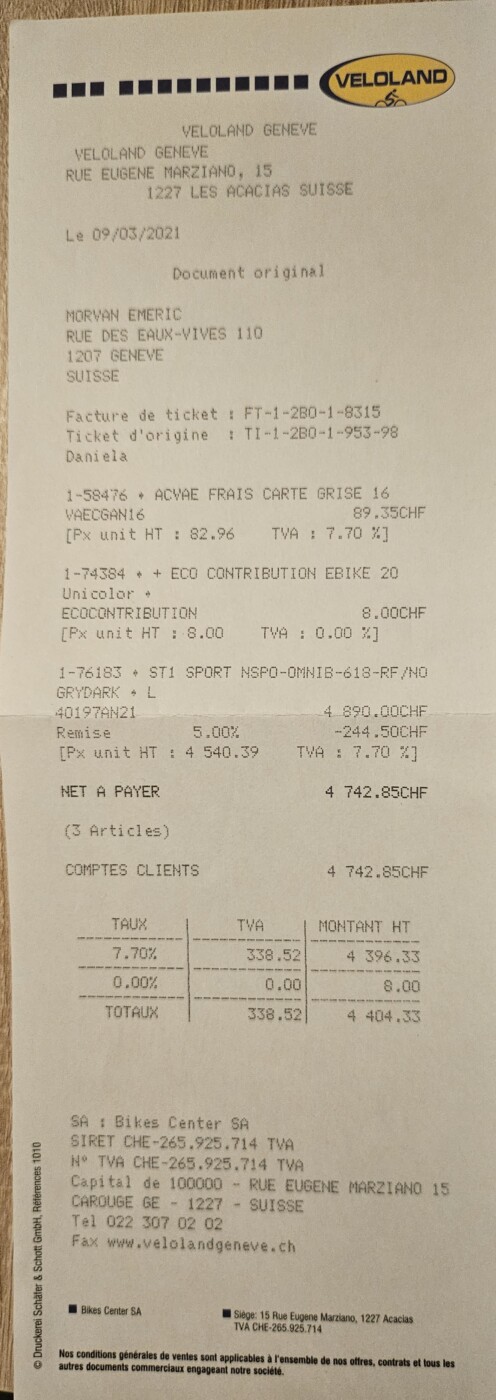 VELOLAND
VELOLAND GENEVE
VELOLAND GENEVE
RUE EUGENE MARZIANO, 15
1227 LES ACACIAS SUISSE
Le 09/03/2021
Document original
MORVAN EMERIC
RUE DES EAUX-VIVES 110
1207 GENEVE
SUISSE
Facture de ticket : FT-1-2BO-1-8315
Ticket d'origine : TI-1-2BO-1-953-98
Daniela
1-58476 ♦ ACVAE FRAIS CARTE GRISE 16
VAECGAN16 89.35CHF
[Px unit HT : 82.96 TVA : 7.70 %]
1-74384 ♦ + ECO CONTRIBUTION EBIKE 20
Unicolor ♦
ECOCONTRIBUTION 8.00CHF
[Px unit HT : 8.00 TVA : 0.00 %]
1-76183 ♦ ST1 SPORT NSPO-OMNIB-618-RF/NO
GRYDARK ♦ L
40197AN21 4 890.00CHF
Remise 5.00% -244.50CHF
[Px unit HT : 4 540.39 TVA : 7.70 %]
NET A PAYER 4 742.85CHF
(3 Articles)
COMPTES CLIENTS 4 742.85CHF
TAUX TVA MONTANT HT
7.70% 338.52 4 396.33
0.00% 0.00 8.00
TOTAUX 338.52 4 404.33
SA : Bikes Center SA
SIRET CHE-265.925.714 TVA
N° TVA CHE-265.925.714 TVA
Capital de 100000 - RUE EUGENE MARZIANO 15
CAROUGE GE - 1227 - SUISSE
Tel 022 307 02 02
Fax www.velolandgeneve.ch
© Druckerei Schäfer & Schott GmbH, Références 1010
Bikes Center SA
Siège: 15 Rue Eugene Marziano, 1227 Acacias
TVA CHE-265.925.714
Nos conditions générales de ventes sont applicables à l'ensemble de nos offres, contrats et tous les
autres documents commerciaux engageant notre société.